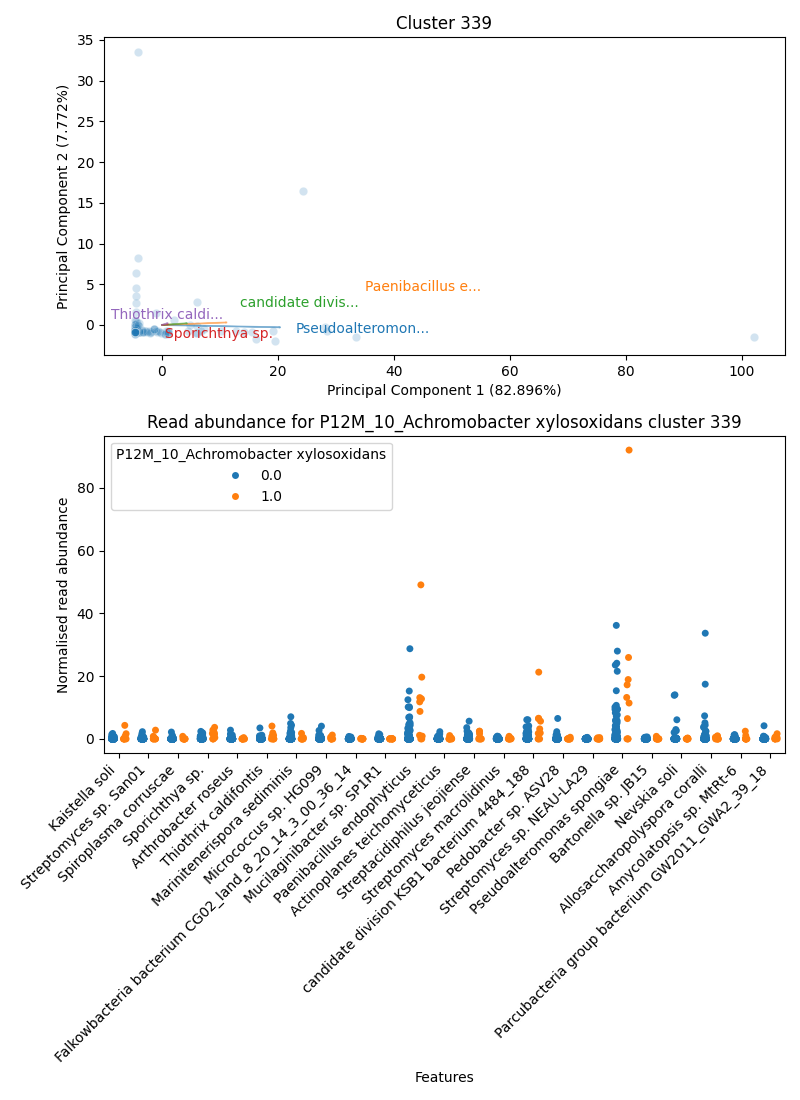 Cluster 339
Principal Component 2 (7.772%)
35
30
25
20
15
10
5
0
Paenibacillus e...
candidate divis...
Thiothrix caldi...
Pseudoalteromon...
Sporichthya sp.
0 20 40 60 80 100
Principal Component 1 (82.896%)
Read abundance for P12M_10_Achromobacter xylosoxidans cluster 339
Normalised read abundance
80
60
40
20
0
P12M_10_Achromobacter xylosoxidans
0.0
1.0
Kaistella soli
Streptomyces sp. San01
Spiroplasma corruscae
Sporichthya sp.
Arthrobacter roseus
Thiothrix caldifontis
Marinitenerispora sediminis
Micrococcus sp. HG099
Falkowbacteria bacterium CG02_land_8_20_14_3_00_36_14
Mucilaginibacter sp. SP1R1
Paenibacillus endophyticus
Actinoplanes teichomyceticus
Streptacidiphilus jeojiense
Streptomyces macrolidinus
candidate division KSB1 bacterium 4484_188
Pedobacter sp. ASV28
Streptomyces sp. NEAU-LA29
Pseudoalteromonas spongiae
Bartonella sp. JB15
Nevskia soli
Allosaccharopolyspora coralli
Amycolatopsis sp. MtRt-6
Parcubacteria group bacterium GW2011_GWA2_39_18
Features